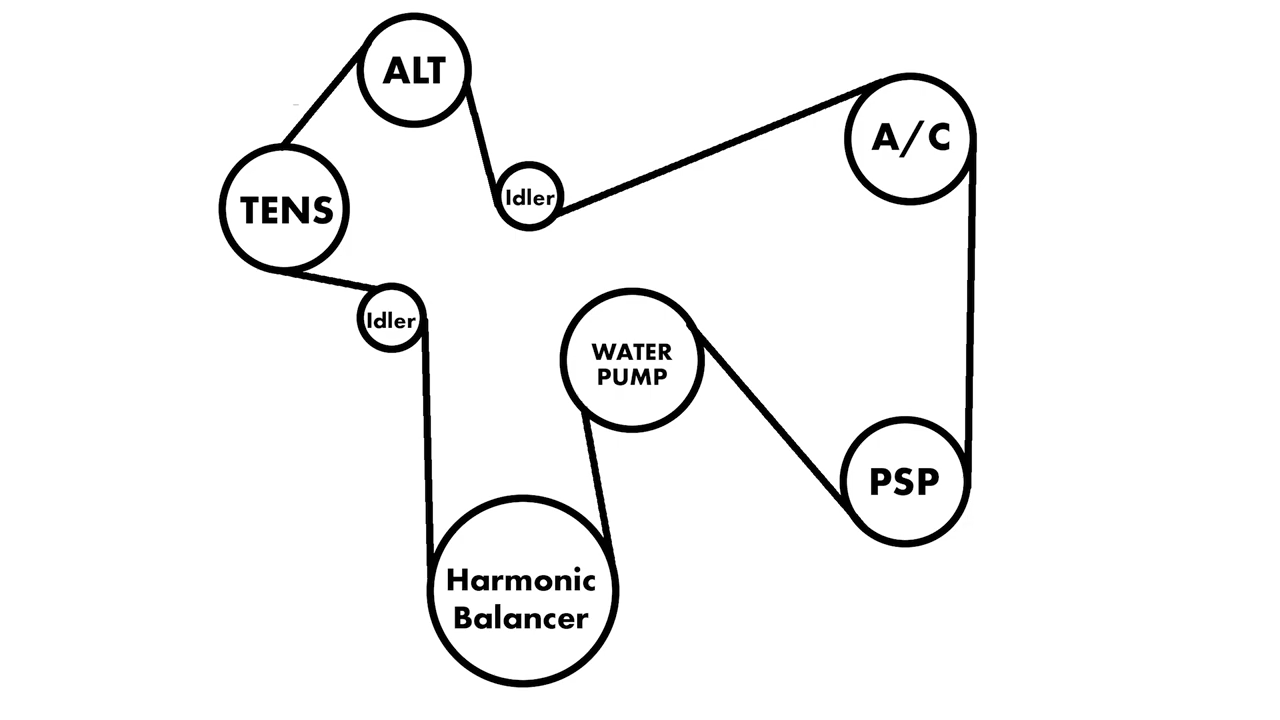 ALT
A/C
TENS
Idler
Idler
WATER
PUMP
PSP
Harmonic
Balancer